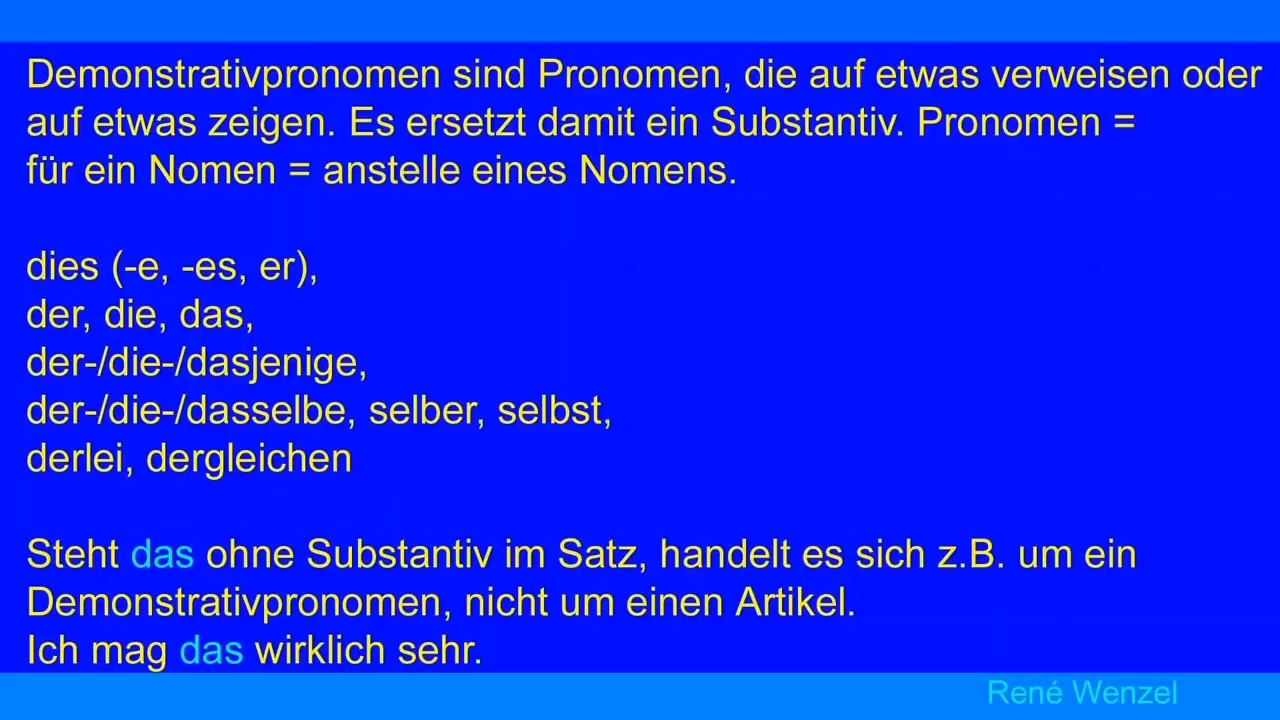 Demonstrativpronomen sind Pronomen, die auf etwas verweisen oder
auf etwas zeigen. Es ersetzt damit ein Substantiv. Pronomen =
für ein Nomen = anstelle eines Nomens.
dies (-e, -es, er),
der, die, das,
der-/die-/dasjenige,
der-/die-/dasselbe, selber, selbst,
derlei, dergleichen
Steht das ohne Substantiv im Satz, handelt es sich z.B. um ein
Demonstrativpronomen, nicht um einen Artikel.
Ich mag das wirklich sehr.
René Wenzel